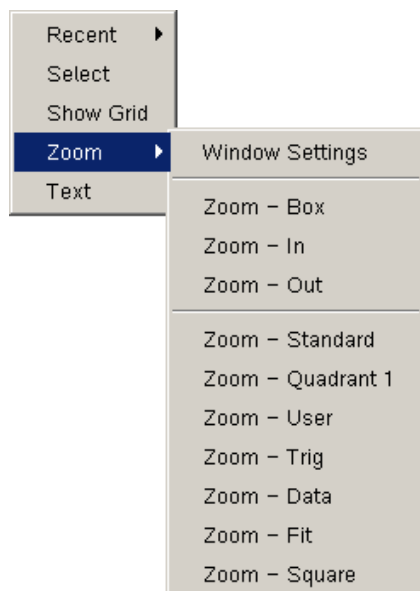 Recent
Select
Show Grid
Zoom
Text
Window Settings
Zoom – Box
Zoom – In
Zoom – Out
Zoom – Standard
Zoom – Quadrant 1
Zoom – User
Zoom – Trig
Zoom – Data
Zoom – Fit
Zoom – Square